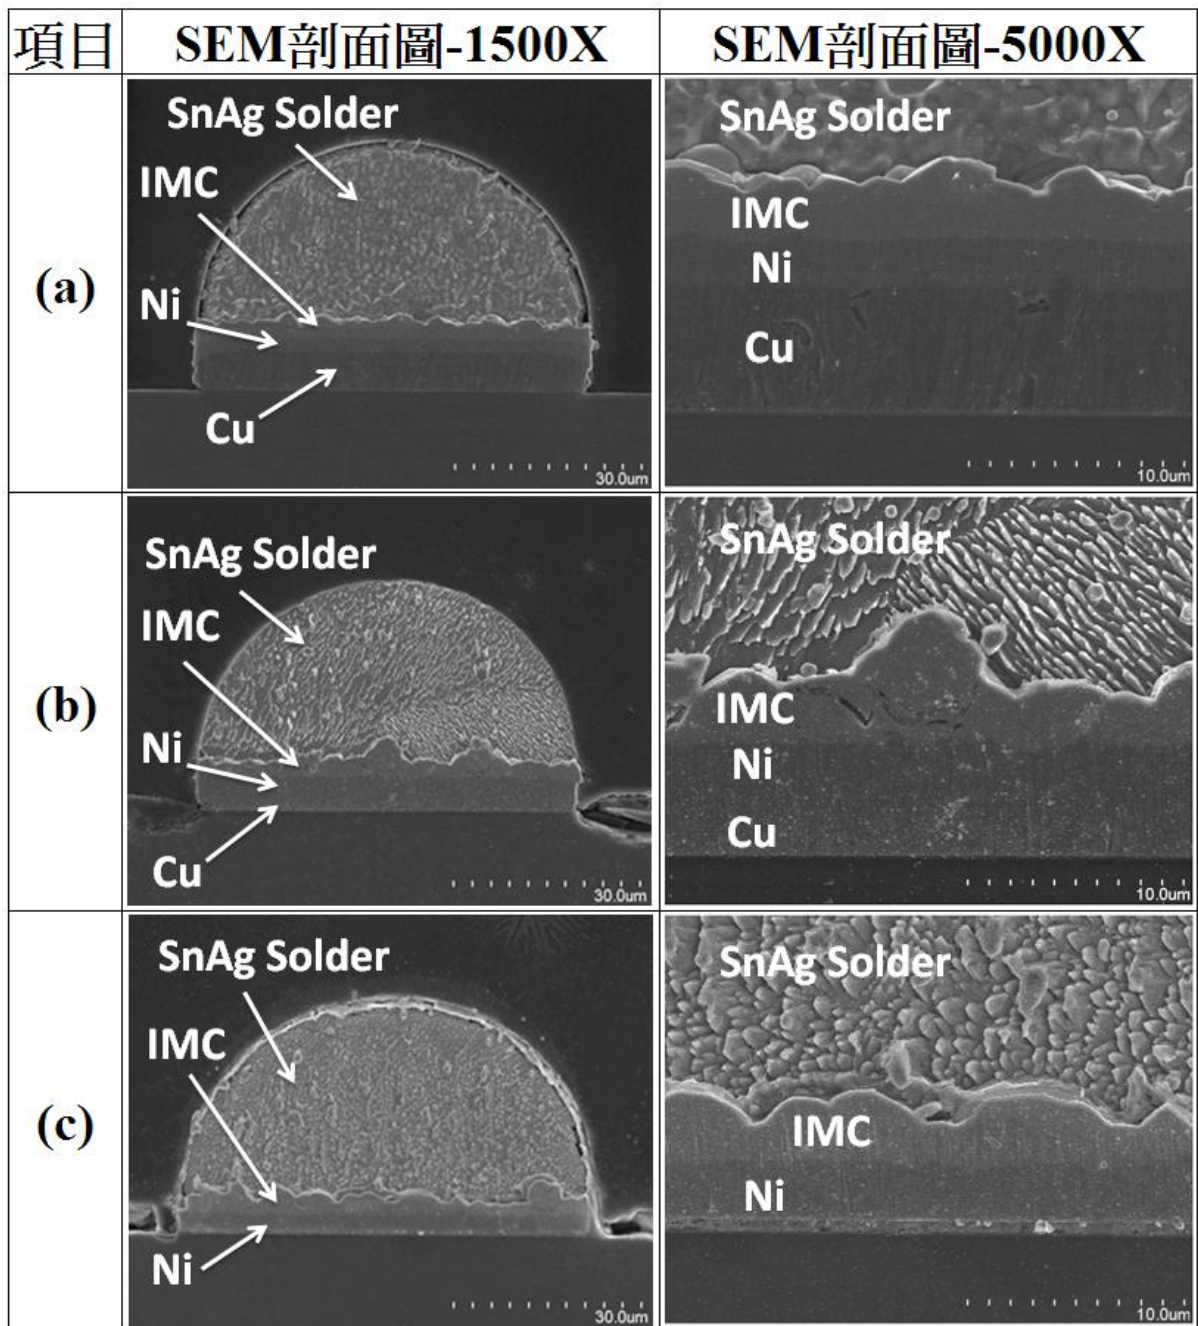 項目 SEM剖面圖-1500X SEM剖面圖-5000X
(a)
SnAg Solder
IMC
Ni
Cu
30.0um
SnAg Solder
IMC
Ni
Cu
10.0um
(b)
SnAg Solder
IMC
Ni
Cu
30.0um
SnAg Solder
IMC
Ni
Cu
10.0um
(c)
SnAg Solder
IMC
Ni
30.0um
SnAg Solder
IMC
Ni
10.0um